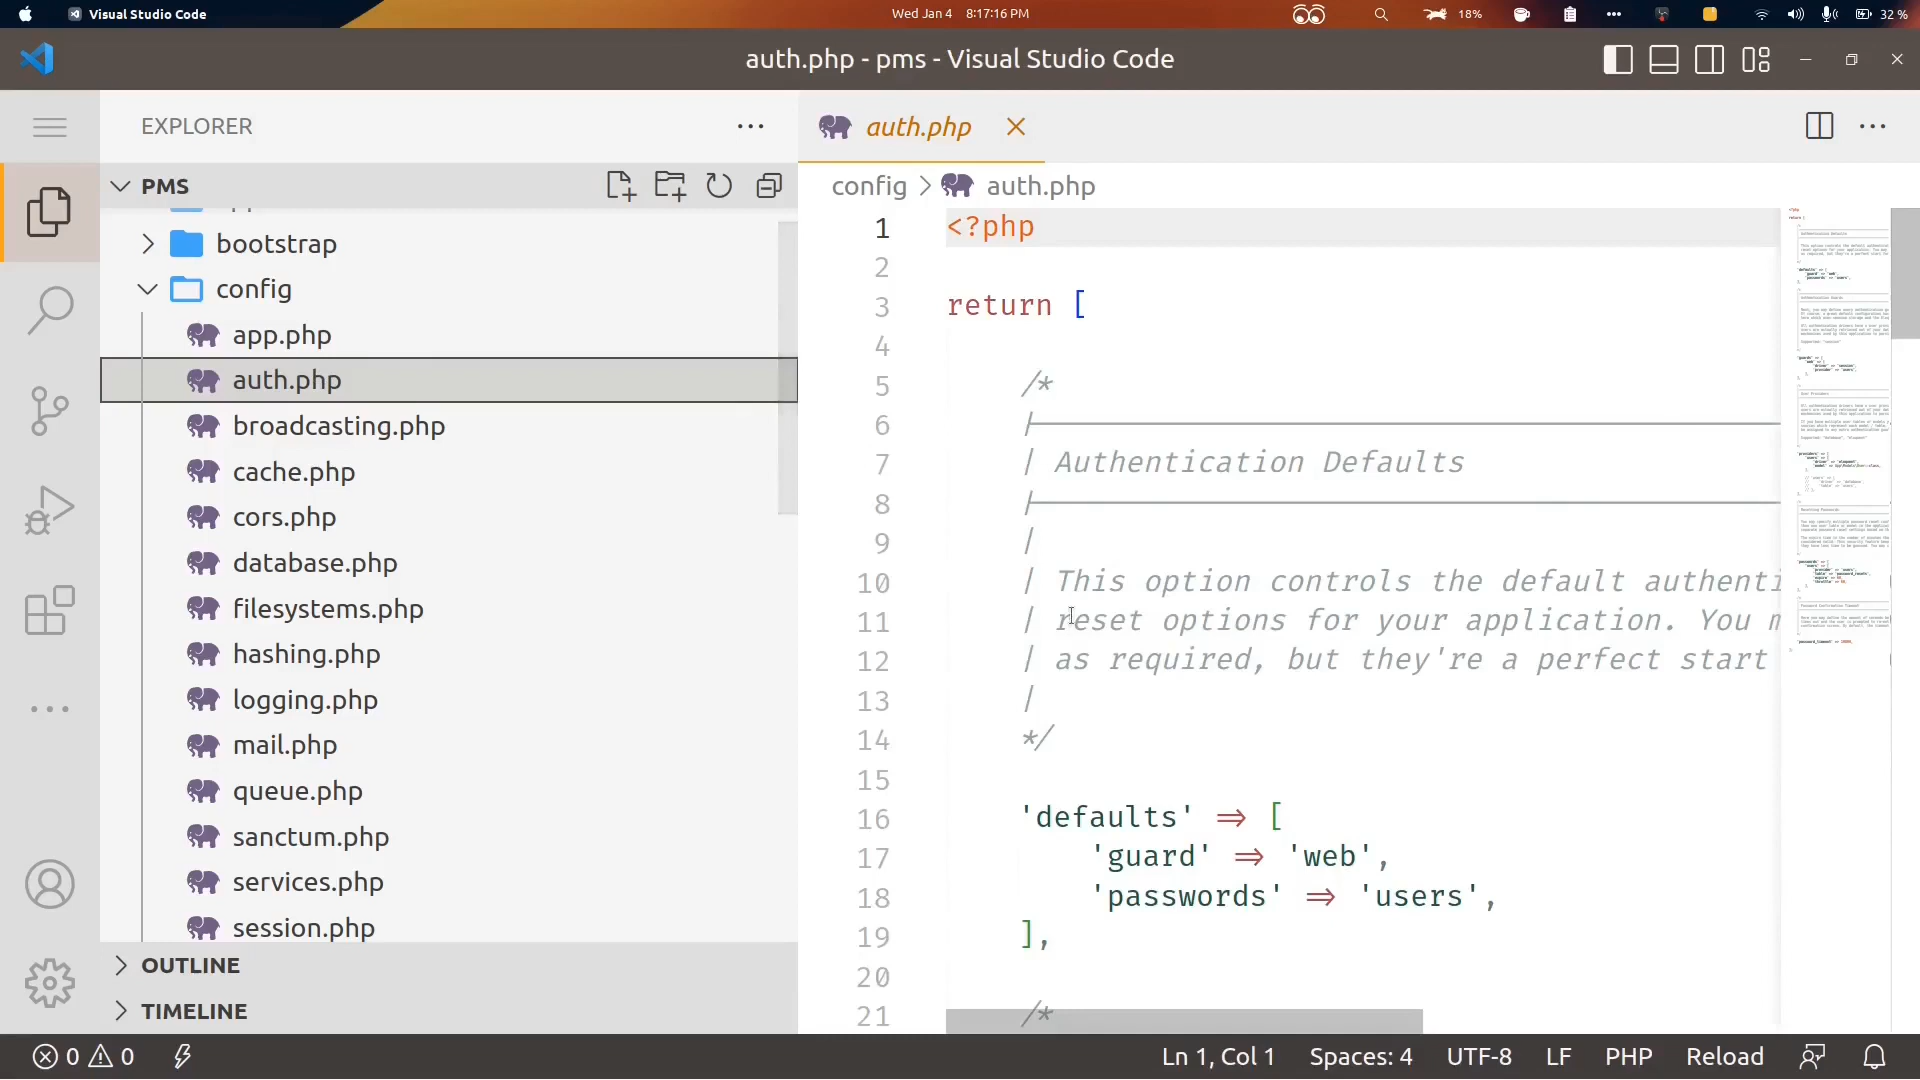 Visual Studio Code
Wed Jan 4 8:17:16 PM
18%
32 %
auth.php - pms - Visual Studio Code
EXPLORER
PMS
bootstrap
config
app.php
auth.php
broadcasting.php
cache.php
cors.php
database.php
filesystems.php
hashing.php
logging.php
mail.php
queue.php
sanctum.php
services.php
session.php
OUTLINE
TIMELINE
auth.php
config > auth.php
1 <?php
2
3 return [
4
5 /*
6 |
7 | Authentication Defaults
8 |
9 |
10 | This option controls the default authenti
11 | reset options for your application. You m
12 | as required, but they're a perfect start
13 |
14 */
15
16 'defaults' => [
17 'guard' => 'web',
18 'passwords' => 'users',
19 ],
20
21 /*
0 0
Ln 1, Col 1
Spaces: 4
UTF-8
LF
PHP
Reload